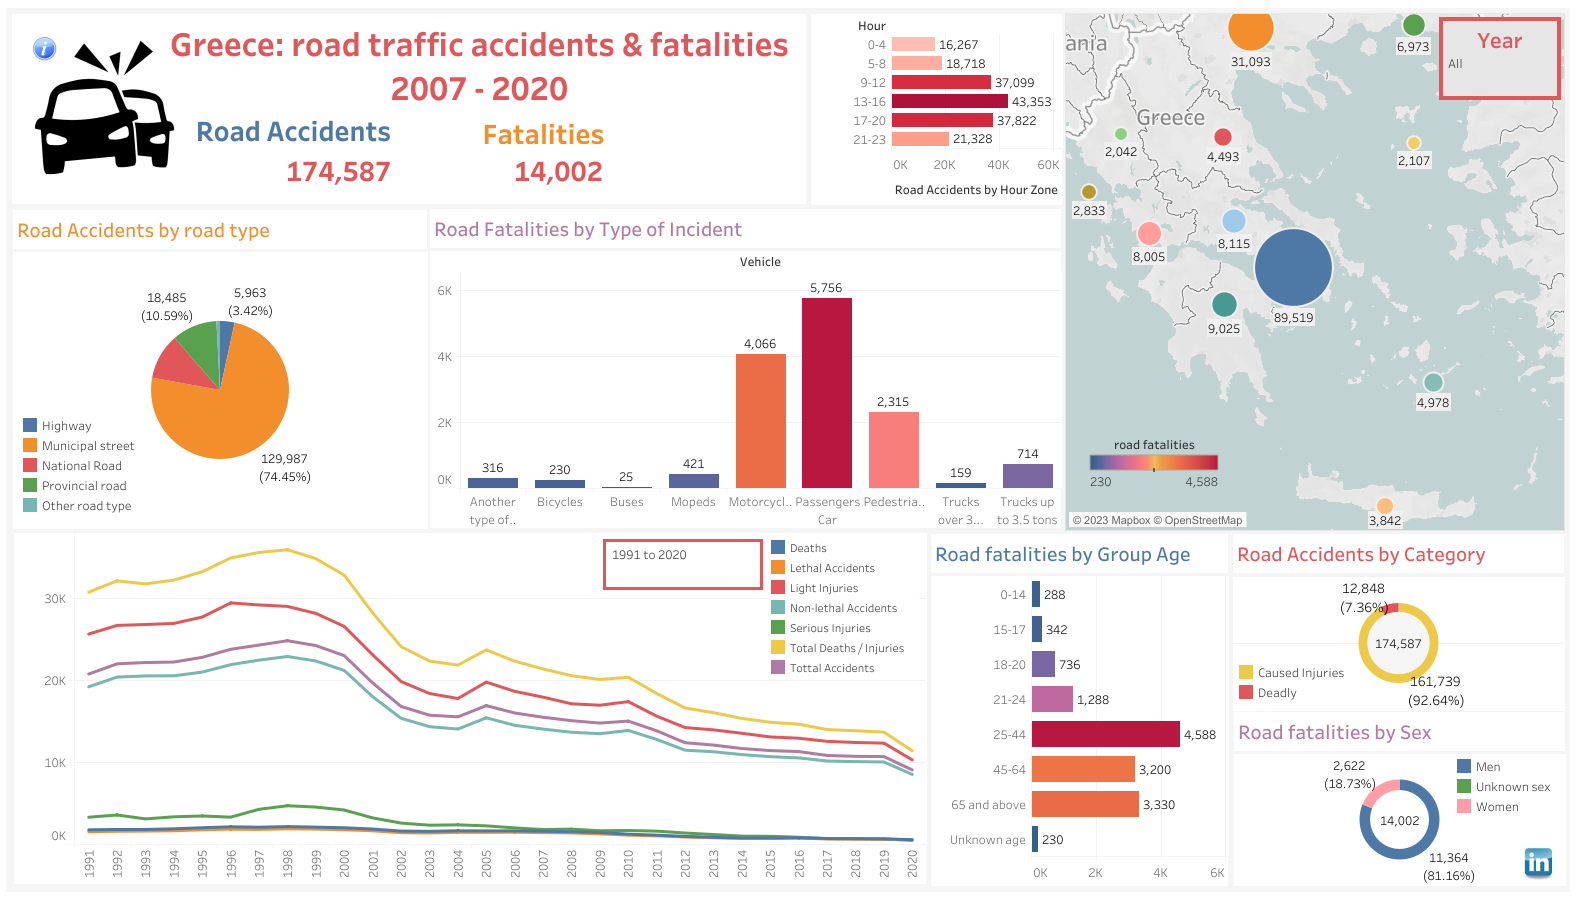 Greece: road traffic accidents & fatalities
2007 - 2020
Road Accidents
174,587
Fatalities
14,002
Hour
0-4 16,267
5-8 18,718
9-12 37,099
13-16 43,353
17-20 37,822
21-23 21,328
0K 20K 40K 60K
Road Accidents by Hour Zone
ania
Greece
31,093
6,973
2,042
4,493
2,107
2,833
8,005
8,115
89,519
9,025
4,978
3,842
Year
All
road fatalities
230 4,588
© 2023 Mapbox © OpenStreetMap
Road Accidents by road type
18,485
(10.59%)
5,963
(3.42%)
129,987
(74.45%)
Highway
Municipal street
National Road
Provincial road
Other road type
Road Fatalities by Type of Incident
Vehicle
6K
4K
2K
0K
316
230
25
421
4,066
5,756
2,315
159
714
Another
type of..
Bicycles
Buses
Mopeds
Motorcycl..
Passengers
Car
Pedestria..
Trucks
over 3...
Trucks up
to 3.5 tons
30K
20K
10K
0K
1991 1992 1993 1994 1995 1996 1997 1998 1999 2000 2001 2002 2003 2004 2005 2006 2007 2008 2009 2010 2011 2012 2013 2014 2015 2016 2017 2018 2019 2020
1991 to 2020
Deaths
Lethal Accidents
Light Injuries
Non-lethal Accidents
Serious Injuries
Total Deaths / Injuries
Tottal Accidents
Road fatalities by Group Age
0-14 288
15-17 342
18-20 736
21-24 1,288
25-44 4,588
45-64 3,200
65 and above 3,330
Unknown age 230
0K 2K 4K 6K
Road Accidents by Category
12,848
(7.36%)
174,587
161,739
(92.64%)
Caused Injuries
Deadly
Road fatalities by Sex
2,622
(18.73%)
14,002
11,364
(81.16%)
Men
Unknown sex
Women
in